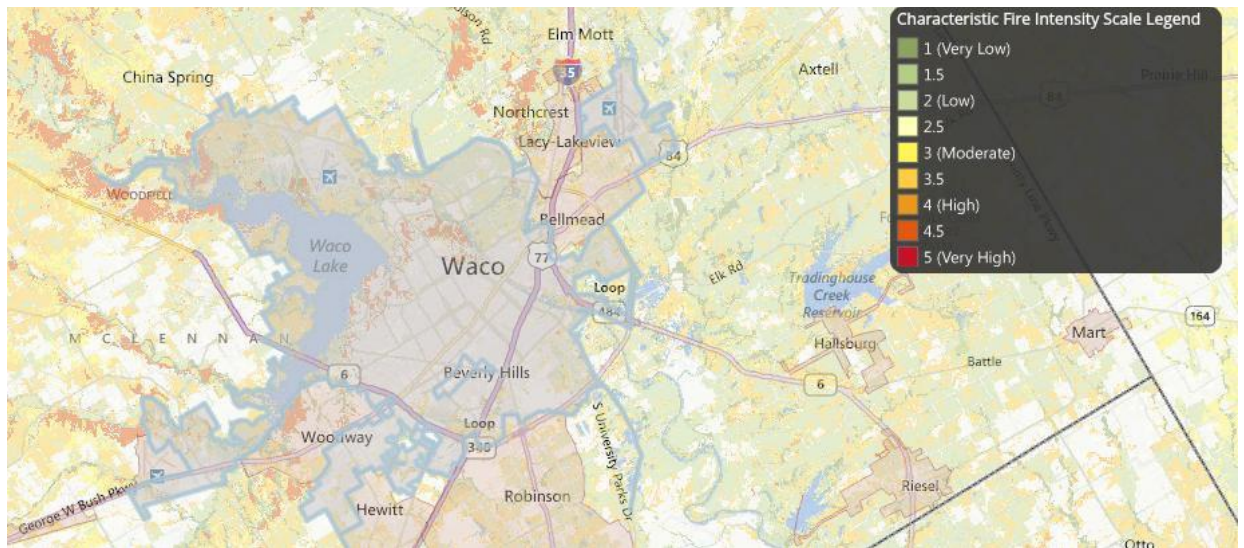 Characteristic Fire Intensity Scale Legend
1 (Very Low)
1.5
2 (Low)
2.5
3 (Moderate)
3.5
4 (High)
4.5
5 (Very High)
Elm Mott
China Spring
35
Axtell
Prairie Hill
84
Northcrest
Lacy-Lakeview
84
WOODFIELD
Bellmead
Waco
Lake
Waco
77
Elk Rd
Loop
484
Tradinghouse
Creek
Reservoir
164
Mart
MCLENNAN
Hallsburg
Battle
6
Beverly Hills
6
Loop
340
Woodway
S University Parks Dr
Robinson
Riesel
George W Bush Pkwy
Hewitt
Otto